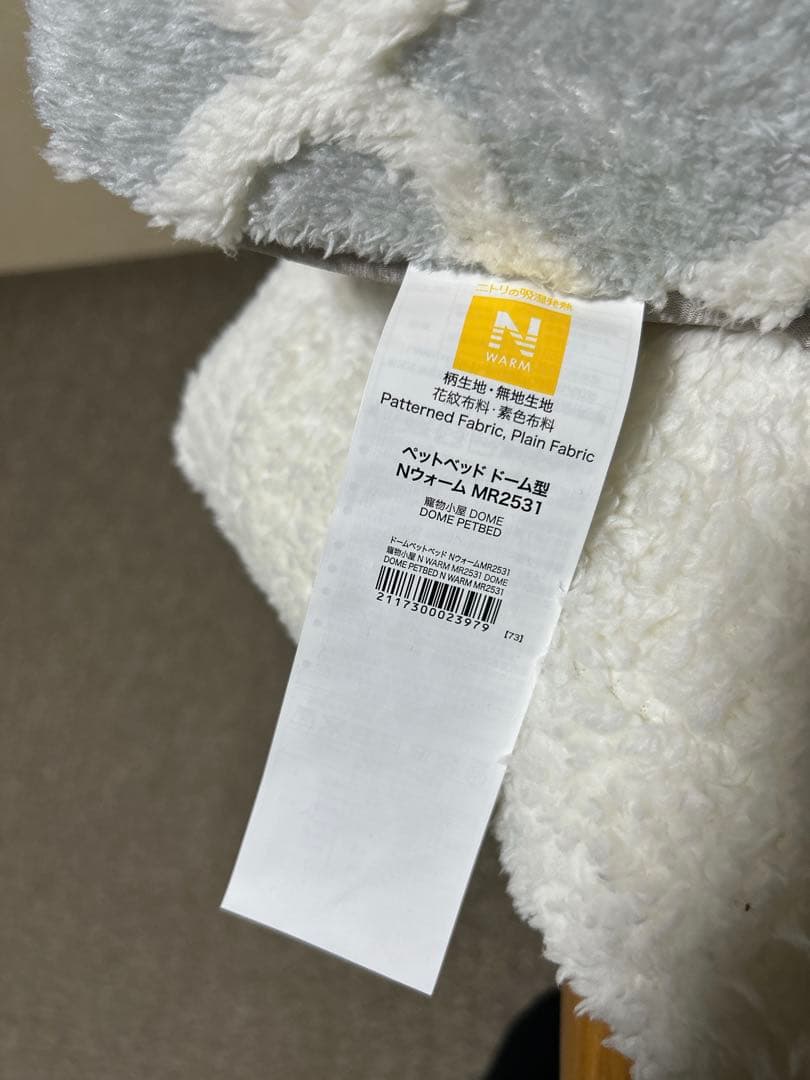 ニトリの吸湿発熱
N
WARM
柄生地・無地生地
花紋布料・素色布料
Patterned Fabric, Plain Fabric
ペットベッド ドーム型
Nウォーム MR2531
寵物小屋 DOME
DOME PETBED
ドームペットベッド NウォームMR2531
寵物小屋 N WARM MR2531 DOME
DOME PETBED N WARM MR2531
2117300023979
【73】